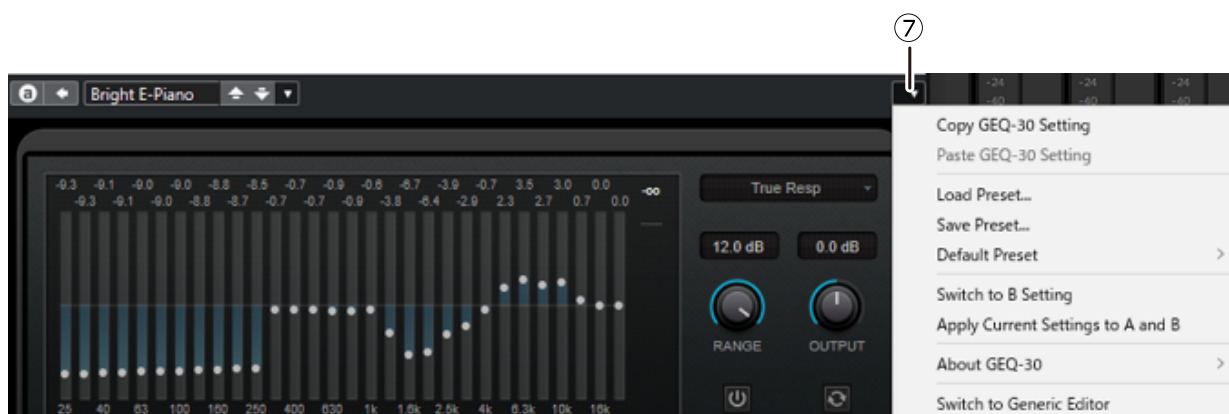 ⑦
a
Bright E-Piano
-24 -24 -24
-40 -40 -40
Copy GEQ-30 Setting
Paste GEQ-30 Setting
Load Preset...
Save Preset...
Default Preset
Switch to B Setting
Apply Current Settings to A and B
About GEQ-30
Switch to Generic Editor
-9.3 -9.1 -9.0 -9.0 -8.8 -8.5 -0.7 -0.9 -0.6 -6.7 -3.9 -0.7 3.5 3.0 0.0
-9.3 -9.1 -9.0 -8.8 -8.7 -0.7 -0.7 -0.9 -3.8 -6.4 -2.9 2.3 2.7 0.7 0.0
-∞
True Resp
12.0 dB 0.0 dB
RANGE OUTPUT
25 40 63 100 160 250 400 630 1k 1.6k 2.5k 4k 6.3k 10k 16k